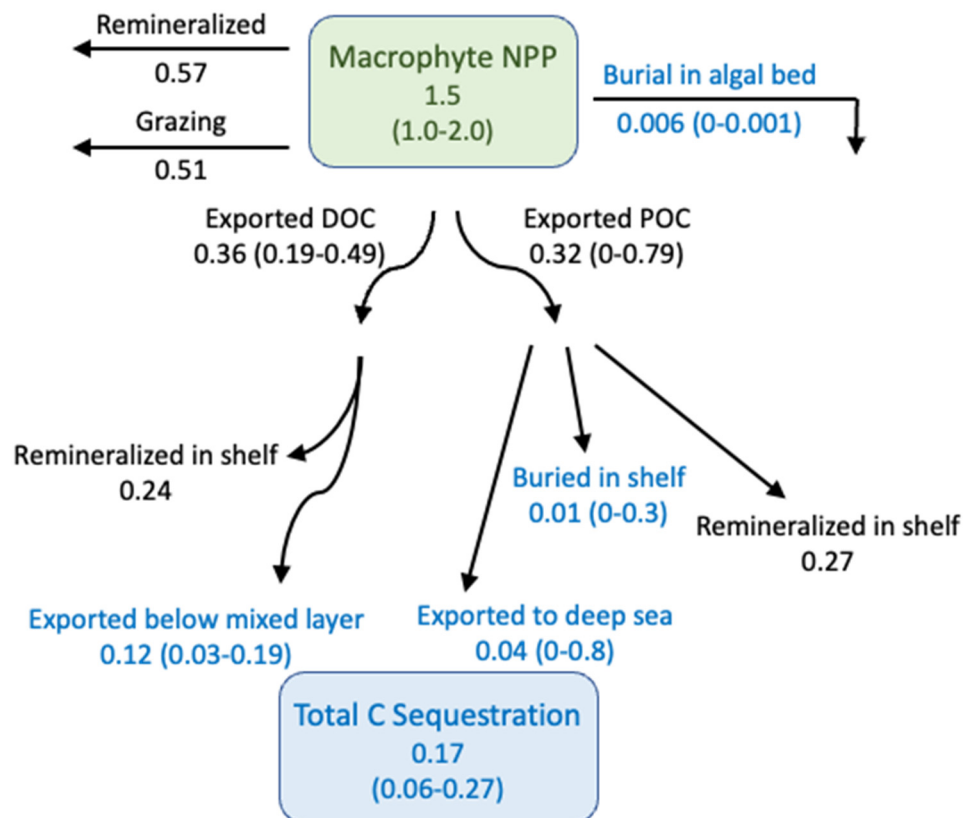 Remineralized
0.57
Grazing
0.51
Macrophyte NPP
1.5
(1.0-2.0)
Burial in algal bed
0.006 (0-0.001)
Exported DOC
0.36 (0.19-0.49)
Exported POC
0.32 (0-0.79)
Remineralized in shelf
0.24
Buried in shelf
0.01 (0-0.3)
Remineralized in shelf
0.27
Exported below mixed layer
0.12 (0.03-0.19)
Exported to deep sea
0.04 (0-0.8)
Total C Sequestration
0.17
(0.06-0.27)